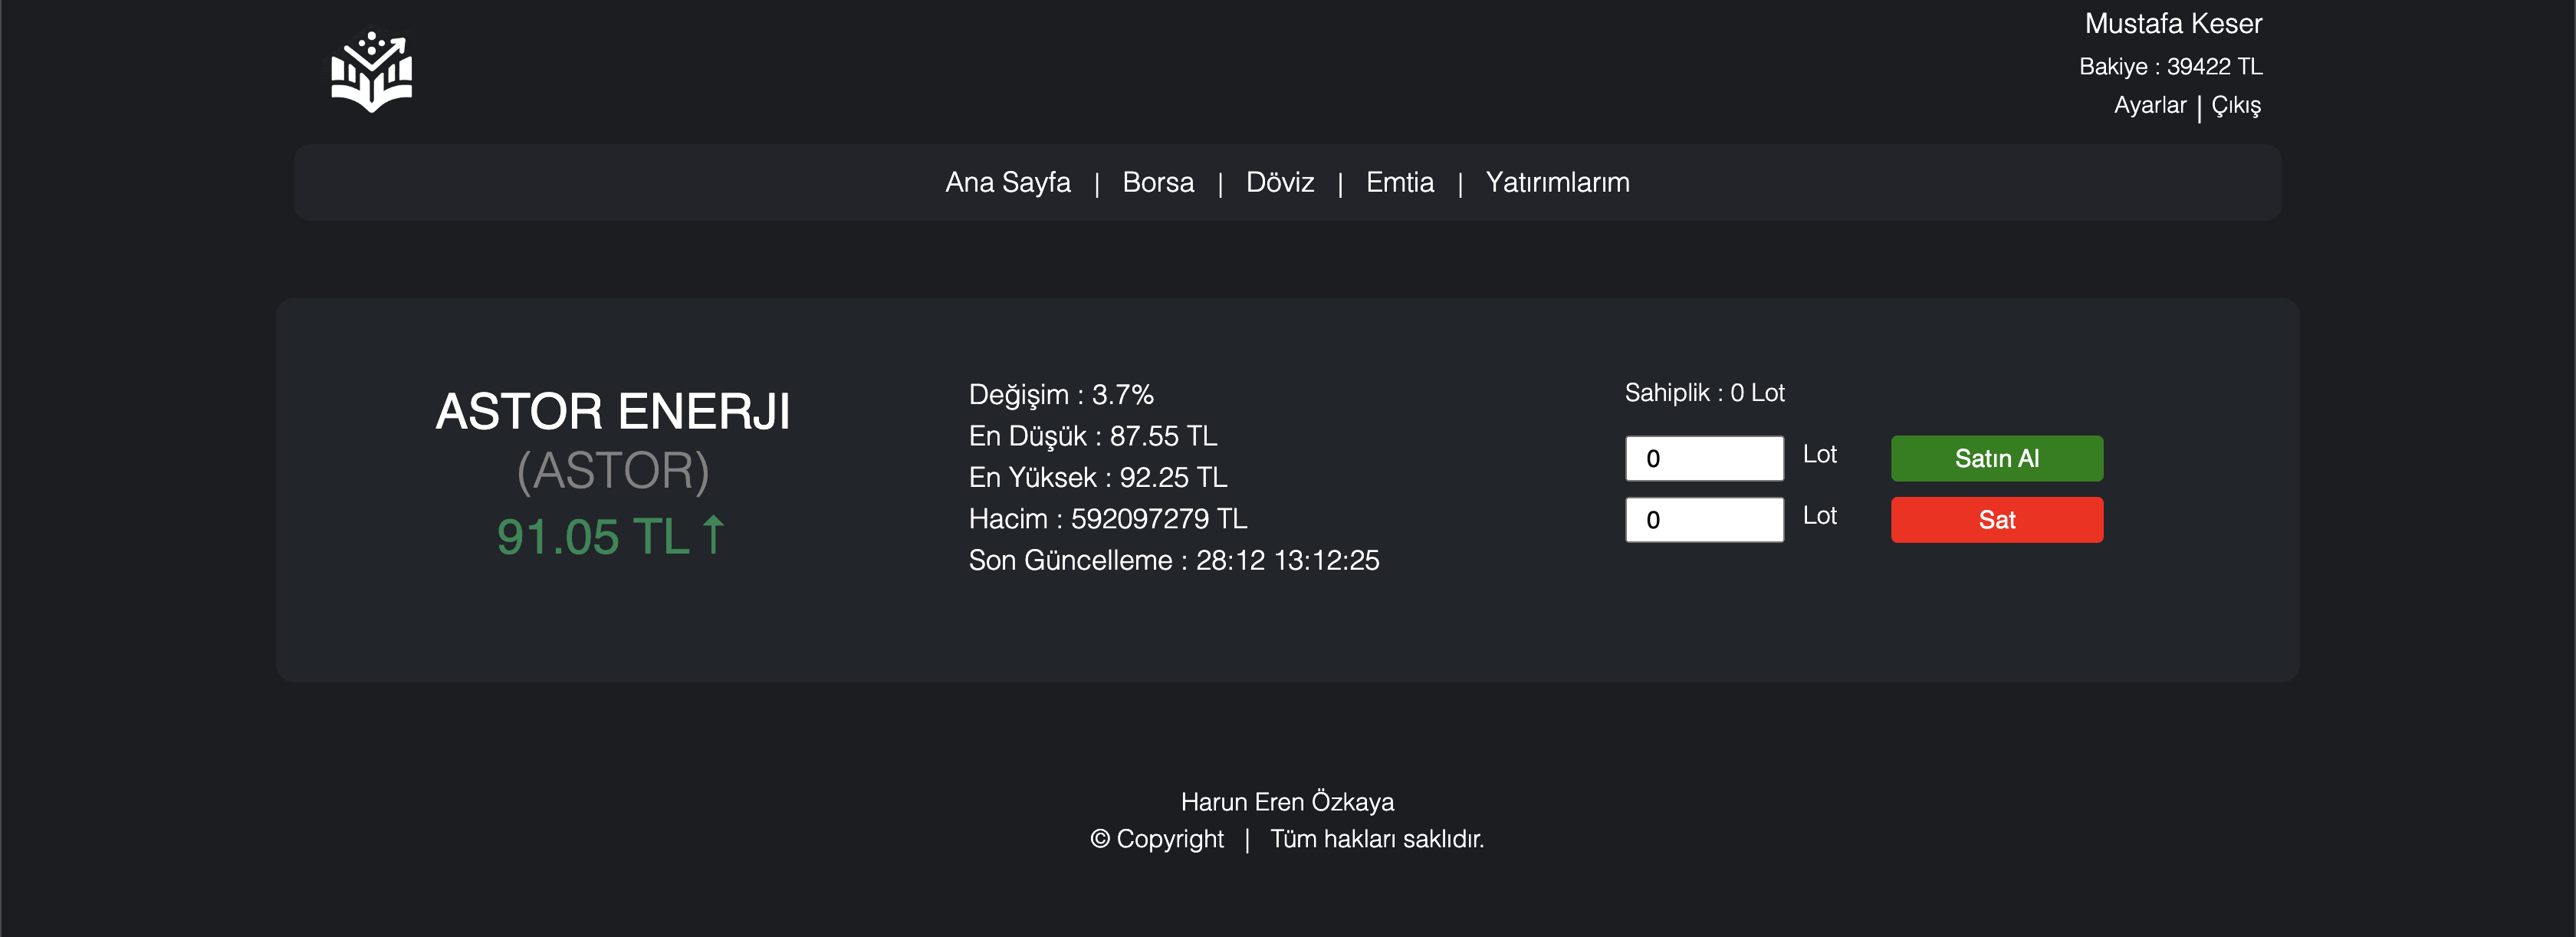 Mustafa Keser
Bakiye : 39422 TL
Ayarlar | Çıkış
Ana Sayfa | Borsa | Döviz | Emtia | Yatırımlarım
ASTOR ENERJI
(ASTOR)
91.05 TL ↑
Değişim : 3.7%
En Düşük : 87.55 TL
En Yüksek : 92.25 TL
Hacim : 592097279 TL
Son Güncelleme : 28:12 13:12:25
Sahiplik : 0 Lot
0 Lot Satın Al
0 Lot Sat
Harun Eren Özkaya
© Copyright | Tüm hakları saklıdır.